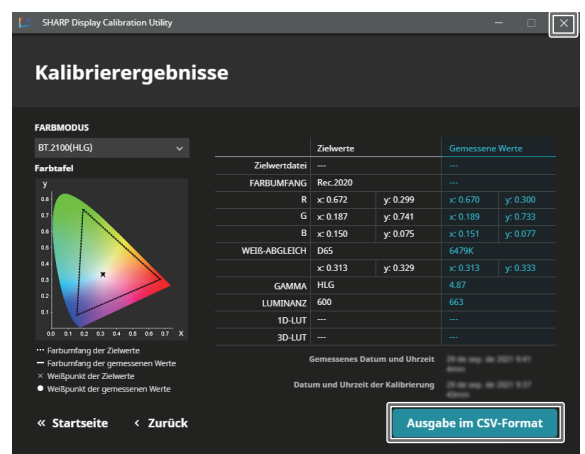 SHARP Display Calibration Utility
Kalibrierergebnisse
FARBMODUS
BT.2100(HLG)
Farbtafel
y
0.8
0.7
0.6
0.5
0.4
0.3
0.2
0.1
0.0 0.1 0.2 0.3 0.4 0.5 0.6 0.7 X
Farbumfang der Zielwerte
Farbumfang der gemessenen Werte
× Weißpunkt der Zielwerte
Weißpunkt der gemessenen Werte
Zielwerte Gemessene Werte
Zielwertdatei --- ---
FARBUMFANG Rec.2020 ---
R x: 0.672 y: 0.299 x: 0.670 y: 0.300
G x: 0.187 y: 0.741 x: 0.189 y: 0.733
B x: 0.150 y: 0.075 x: 0.151 y: 0.077
WEIß-ABGLEICH D65 6479K
x: 0.313 y: 0.329 x: 0.313 y: 0.333
GAMMA HLG 4.87
LUMINANZ 600 663
1D-LUT --- ---
3D-LUT --- ---
Gemessenes Datum und Uhrzeit
Datum und Uhrzeit der Kalibrierung
« Startseite
‹ Zurück
Ausgabe im CSV-Format